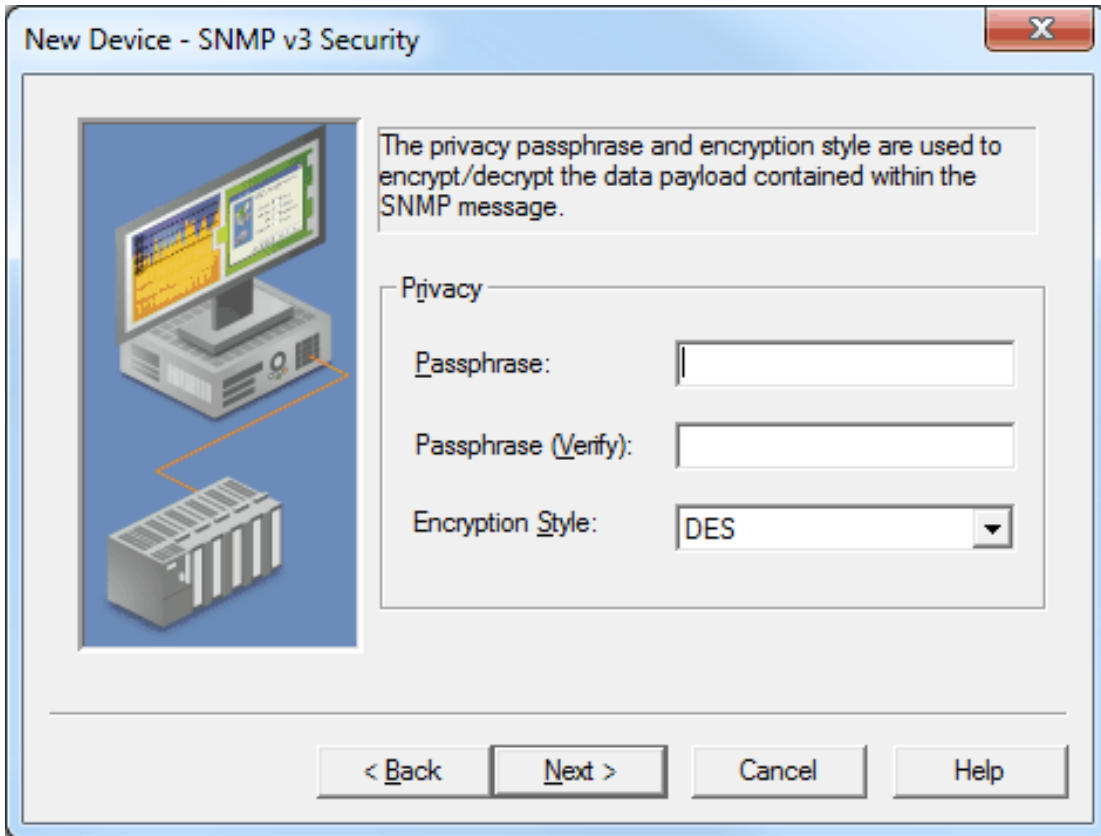 New Device - SNMP v3 Security
X
The privacy passphrase and encryption style are used to
encrypt/decrypt the data payload contained within the
SNMP message.
Privacy
Passphrase:
Passphrase (Verify):
Encryption Style:
DES
< Back
Next >
Cancel
Help